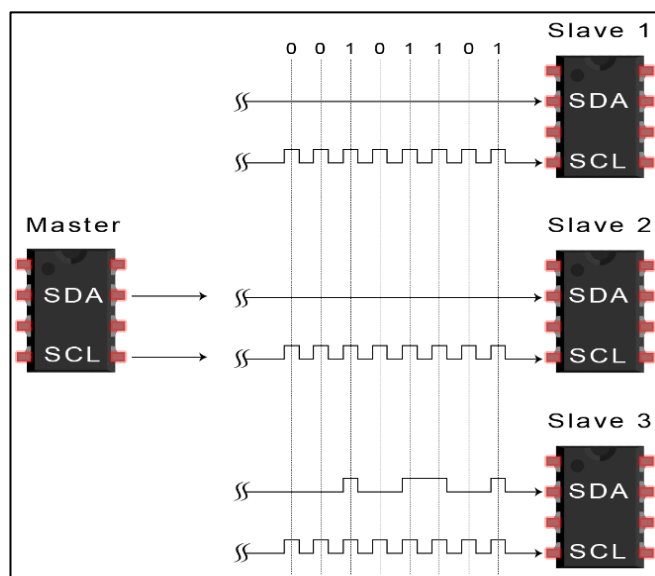 Slave 1
0 0 1 0 1 1 0 1
SDA
SCL
Master
SDA
SCL
Slave 2
SDA
SCL
Slave 3
SDA
SCL